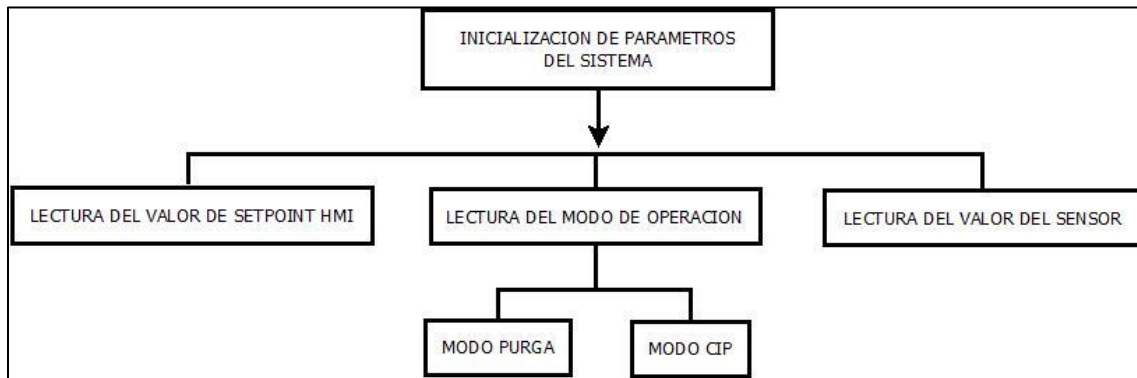 INICIALIZACION DE PARAMETROS
DEL SISTEMA
LECTURA DEL VALOR DE SETPOINT HMI
LECTURA DEL MODO DE OPERACION
LECTURA DEL VALOR DEL SENSOR
MODO PURGA
MODO CIP